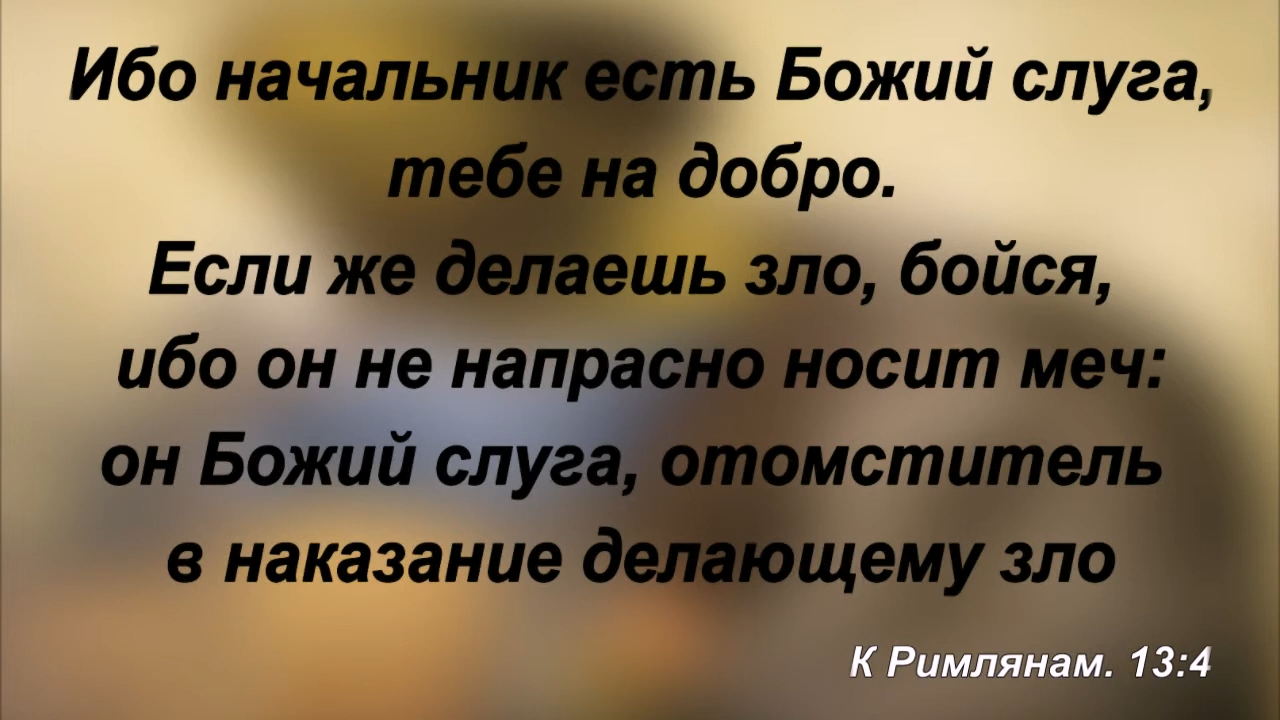 Ибо начальник есть Божий слуга,
тебе на добро.
Если же делаешь зло, бойся,
ибо он не напрасно носит меч:
он Божий слуга, отомститель
в наказание делающему зло
К Римлянам. 13:4